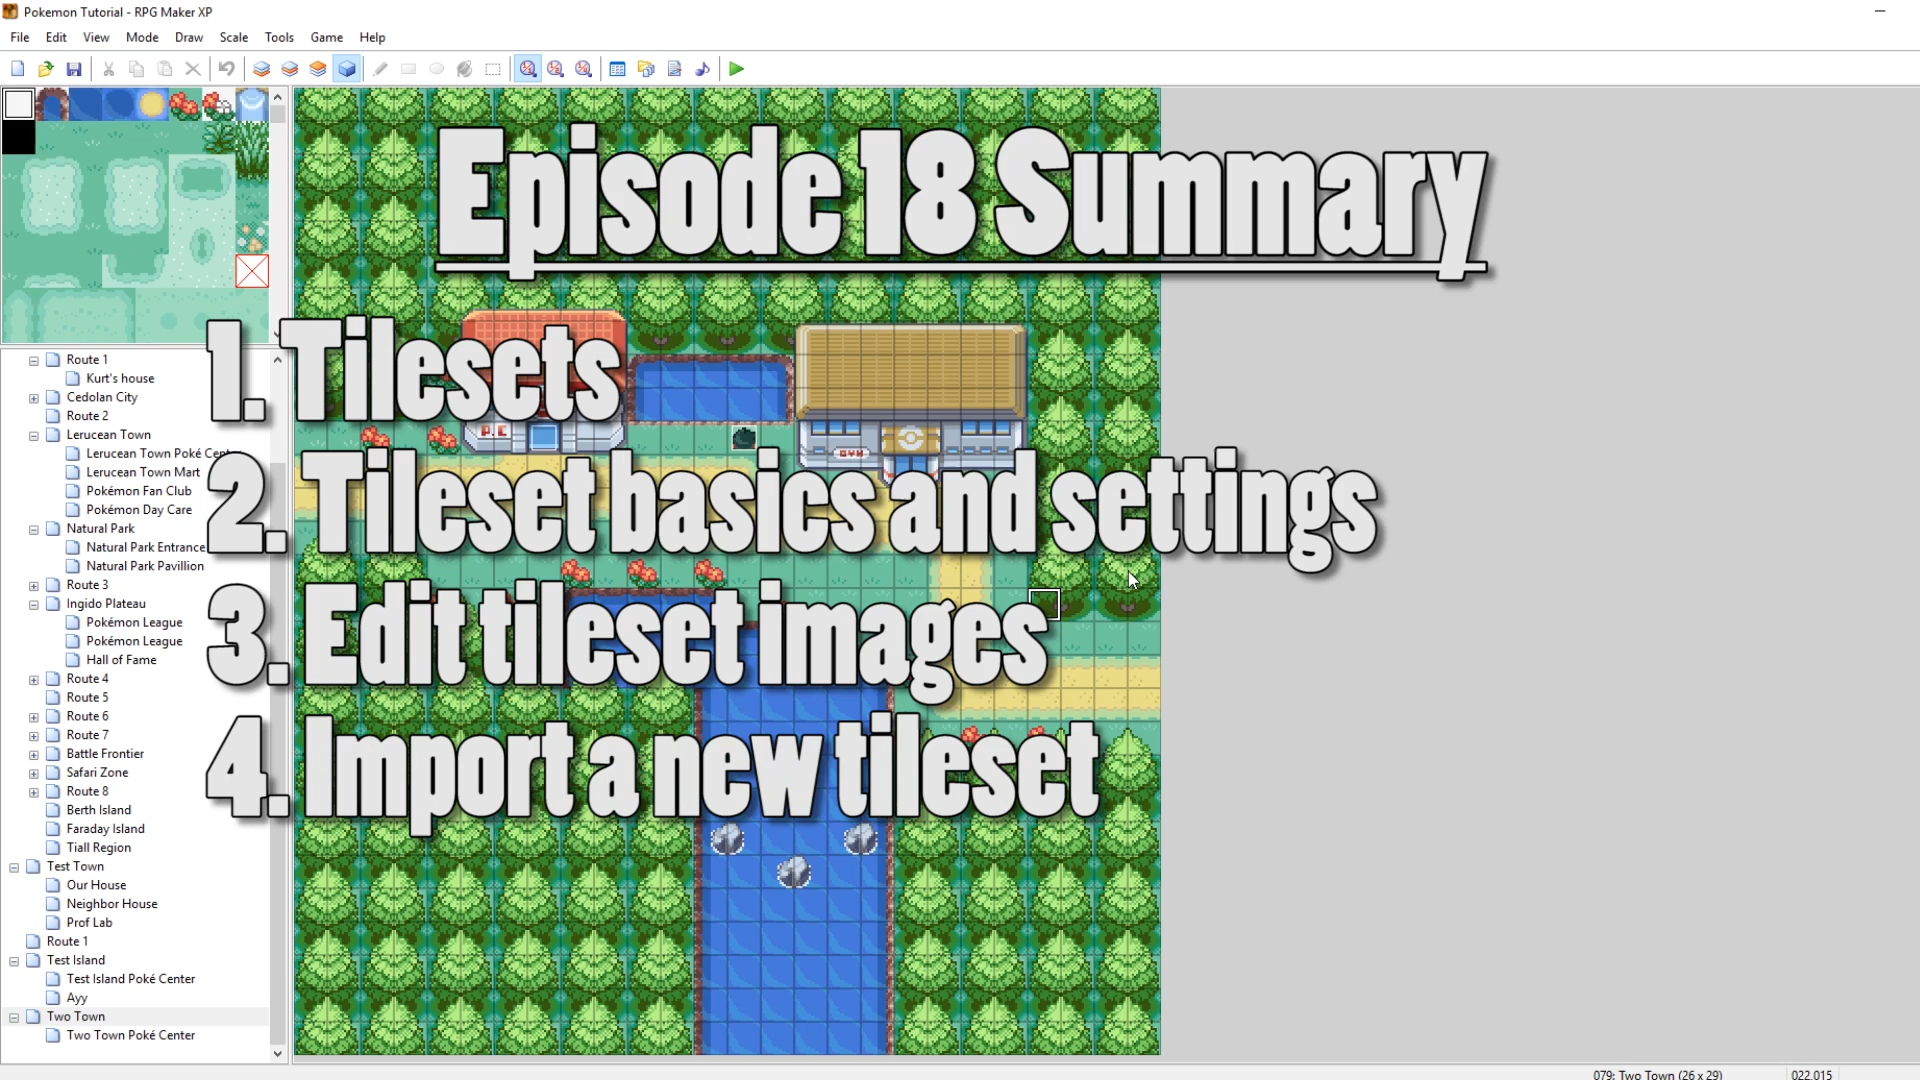 Pokemon Tutorial - RPG Maker XP
File Edit View Mode Draw Scale Tools Game Help
Episode 18 Summary
1. Tilesets
2. Tileset basics and settings
3. Edit tileset images
4. Import a new tileset
P.C
GYM
Route 1
Kurt's house
Cedolan City
Route 2
Lerucean Town
Lerucean Town Poké Cent
Lerucean Town Mart
Pokémon Fan Club
Pokémon Day Care
Natural Park
Natural Park Entrance
Natural Park Pavillion
Route 3
Ingido Plateau
Pokémon League
Pokémon League
Hall of Fame
Route 4
Route 5
Route 6
Route 7
Battle Frontier
Safari Zone
Route 8
Berth Island
Faraday Island
Tiall Region
Test Town
Our House
Neighbor House
Prof Lab
Route 1
Test Island
Test Island Poké Center
Ayy
Two Town
Two Town Poké Center
079: Two Town (26 x 29)
022.015